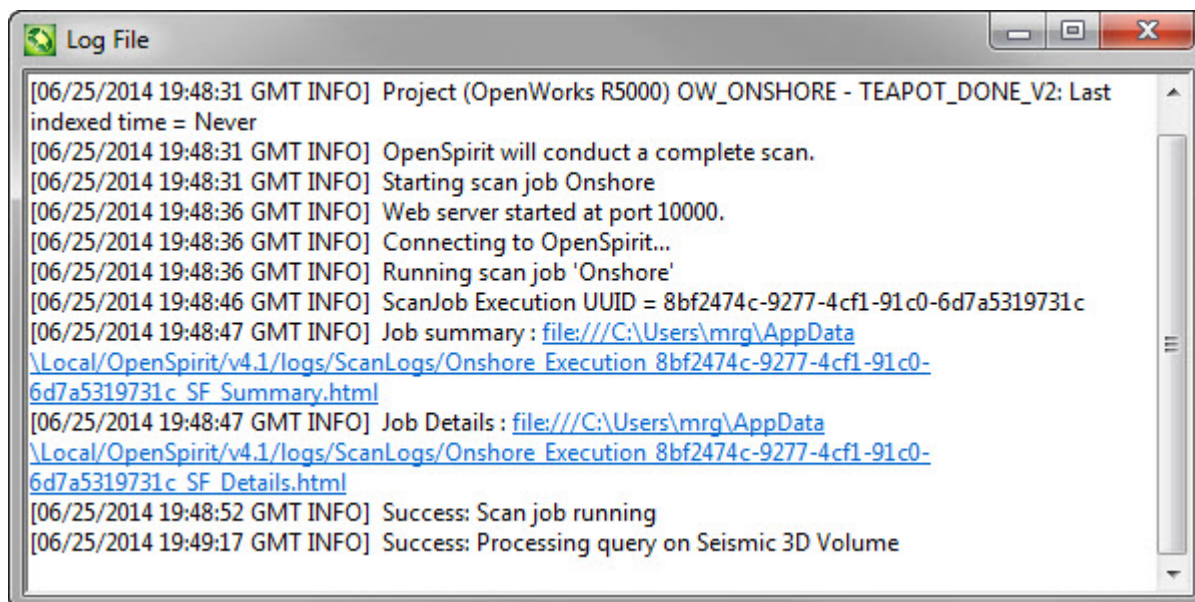 Log File
[06/25/2014 19:48:31 GMT INFO] Project (OpenWorks R5000) OW_ONSHORE - TEAPOT_DONE_V2: Last
indexed time = Never
[06/25/2014 19:48:31 GMT INFO] OpenSpirit will conduct a complete scan.
[06/25/2014 19:48:31 GMT INFO] Starting scan job Onshore
[06/25/2014 19:48:36 GMT INFO] Web server started at port 10000.
[06/25/2014 19:48:36 GMT INFO] Connecting to OpenSpirit...
[06/25/2014 19:48:36 GMT INFO] Running scan job 'Onshore'
[06/25/2014 19:48:46 GMT INFO] ScanJob Execution UUID = 8bf2474c-9277-4cf1-91c0-6d7a5319731c
[06/25/2014 19:48:47 GMT INFO] Job summary : file:///C:\Users\mrg\AppData
\Local/OpenSpirit/v4.1/logs/ScanLogs/Onshore_Execution_8bf2474c-9277-4cf1-91c0-
6d7a5319731c_SF_Summary.html
[06/25/2014 19:48:47 GMT INFO] Job Details : file:///C:\Users\mrg\AppData
\Local/OpenSpirit/v4.1/logs/ScanLogs/Onshore_Execution_8bf2474c-9277-4cf1-91c0-
6d7a5319731c_SF_Details.html
[06/25/2014 19:48:52 GMT INFO] Success: Scan job running
[06/25/2014 19:49:17 GMT INFO] Success: Processing query on Seismic 3D Volume